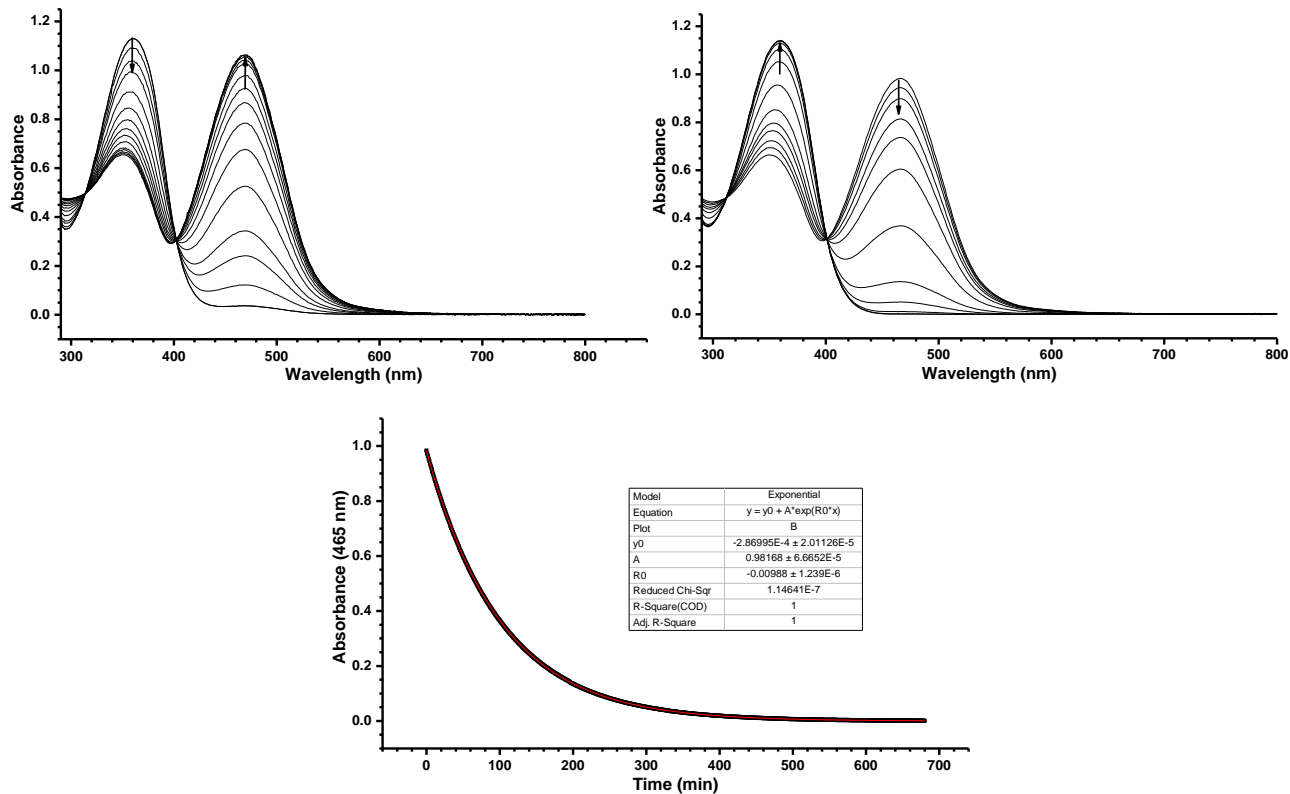 1.2
1.0
0.8
0.6
0.4
0.2
0.0
Absorbance
300 400 500 600 700 800
Wavelength (nm)
1.2
1.0
0.8
0.6
0.4
0.2
0.0
Absorbance
300 400 500 600 700 800
Wavelength (nm)
1.0
0.8
0.6
0.4
0.2
0.0
Absorbance (465 nm)
Model Exponential
Equation y = y0 + A*exp(R0*x)
Plot B
y0 -2.86995E-4 ± 2.01126E-5
A 0.98168 ± 6.6652E-5
R0 -0.00988 ± 1.239E-6
Reduced Chi-Sqr 1.14641E-7
R-Square(COD) 1
Adj. R-Square 1
0 100 200 300 400 500 600 700
Time (min)